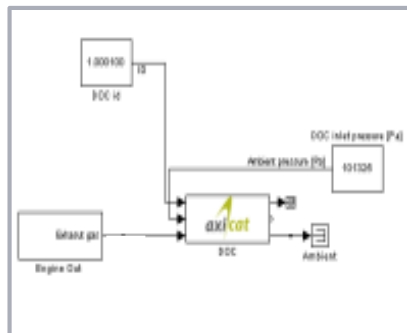 1.000100
ID
DOC id
DOC inlet pressure [Pa]
Ambient pressure [Pa]
101325
Exhaust gas
axicat
Engine Out
DOC
Ambient